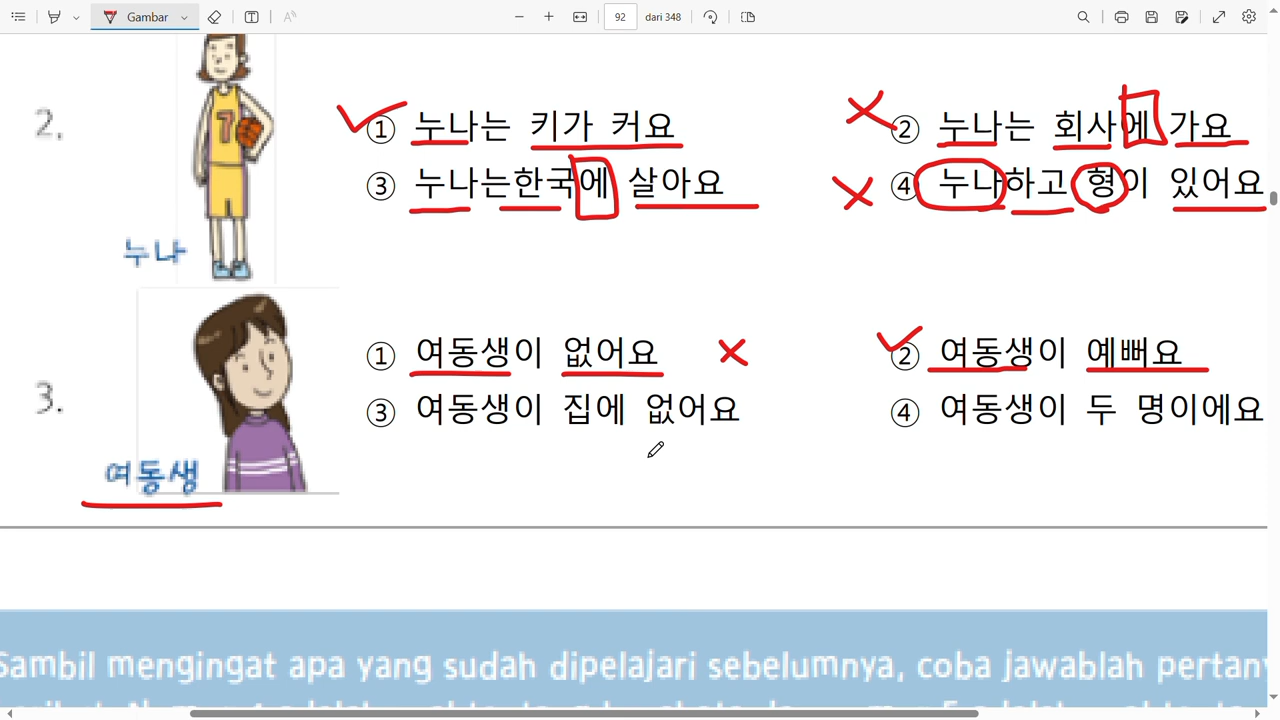 Gambar
92 dari 348
2.
7
① 누나는 키가 커요
② 누나는 회사에 가요
③ 누나는한국에 살아요
④ 누나하고 형이 있어요
누나
3.
① 여동생이 없어요
② 여동생이 예뻐요
③ 여동생이 집에 없어요
④ 여동생이 두 명이에요
여동생
Sambil mengingat apa yang sudah dipelajari sebelumnya, coba jawablah